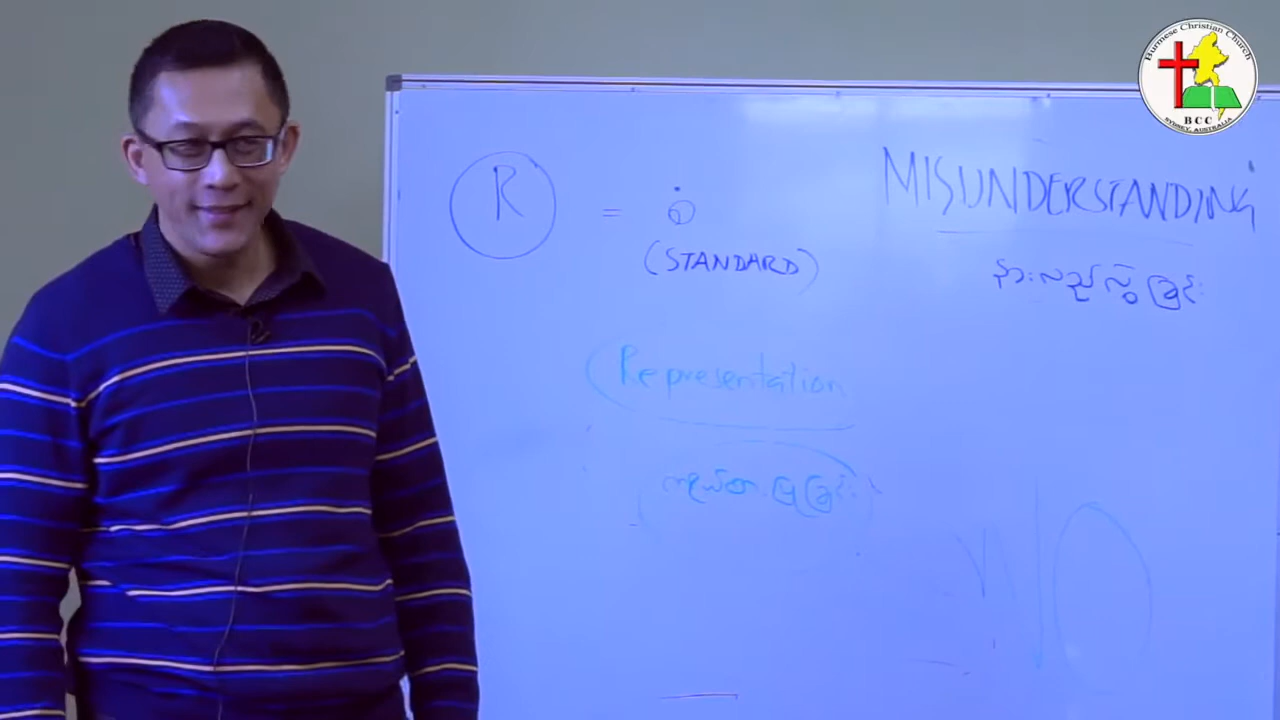 Burmese Christian Church
BCC
SYDNEY, AUSTRALIA
MISUNDERSTANDING
နားလည်လွဲခြင်း
R = စံ
(STANDARD)
Representation
ကိုယ်စားပြုခြင်း